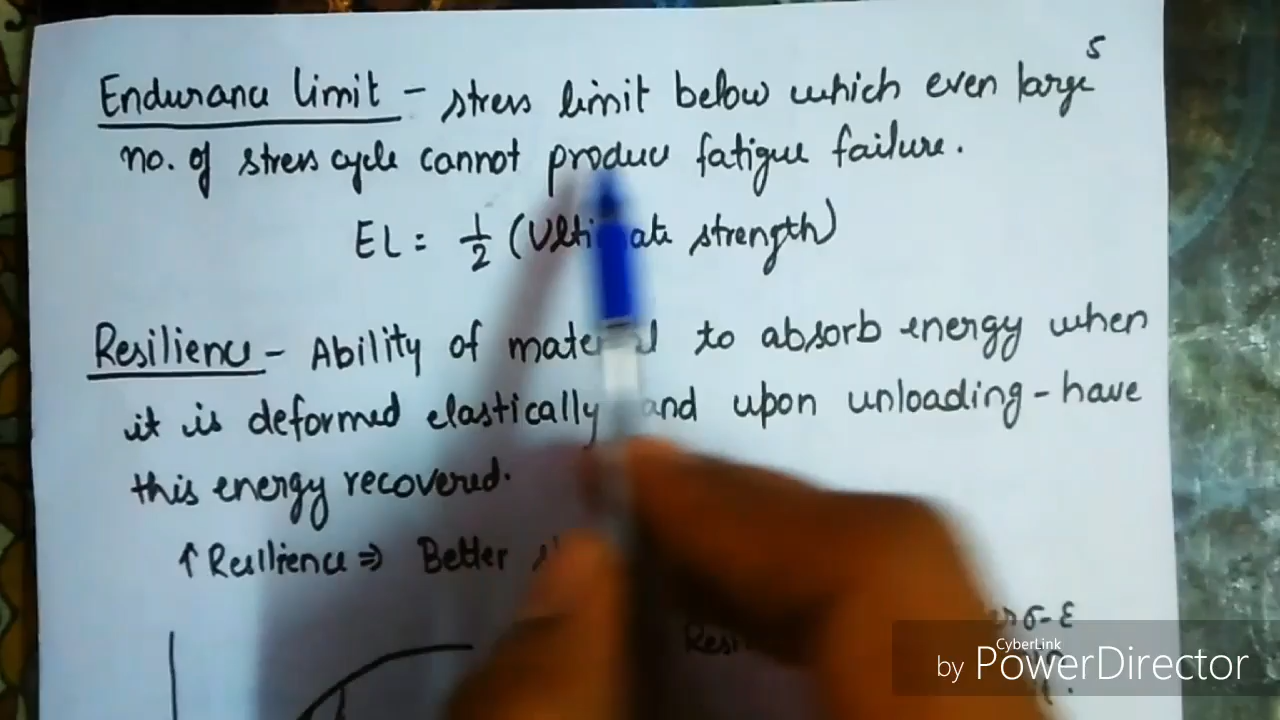 5
Endurance limit - stress limit below which even large
no. of stress cycle cannot produce fatigue failure.
EL = 1/2 (Ultimate strength)
Resilience - Ability of material to absorb energy when
it is deformed elastically and upon unloading - have
this energy recovered.
↑ Resilience ⇒ Better
σ-ε
CyberLink
by PowerDirector